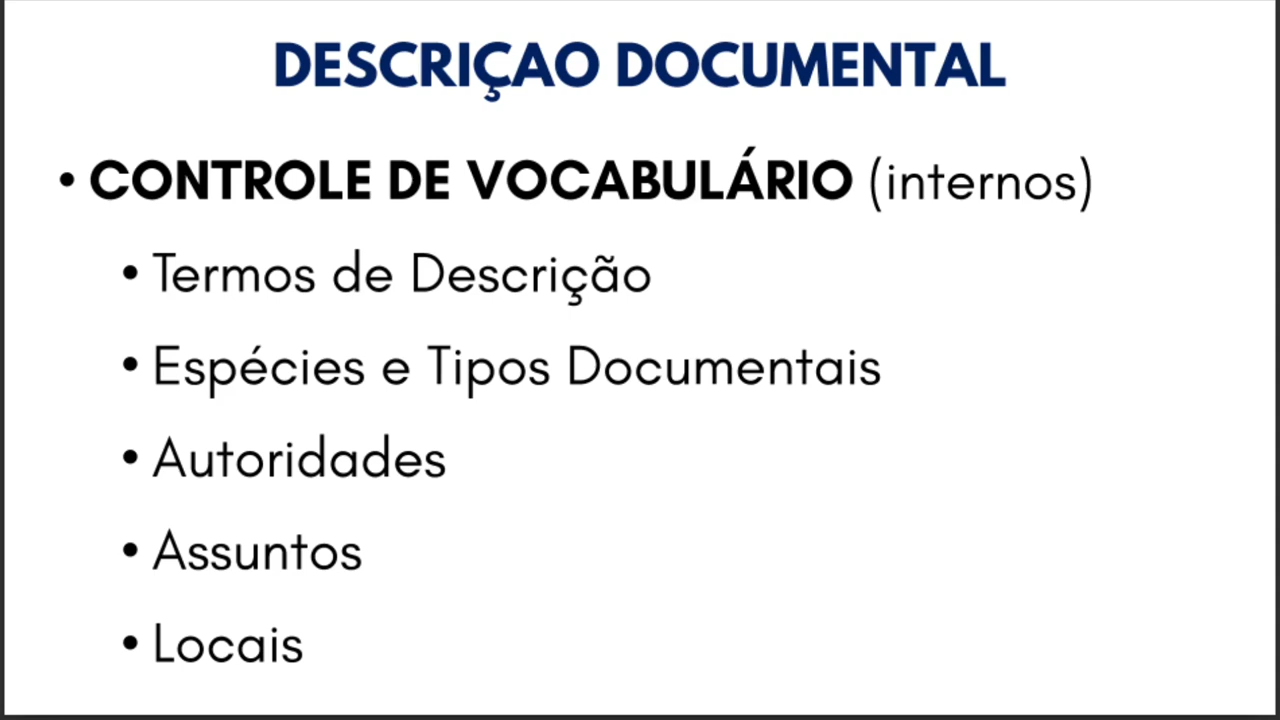 DESCRIÇAO DOCUMENTAL
• CONTROLE DE VOCABULÁRIO (internos)
• Termos de Descrição
• Espécies e Tipos Documentais
• Autoridades
• Assuntos
• Locais